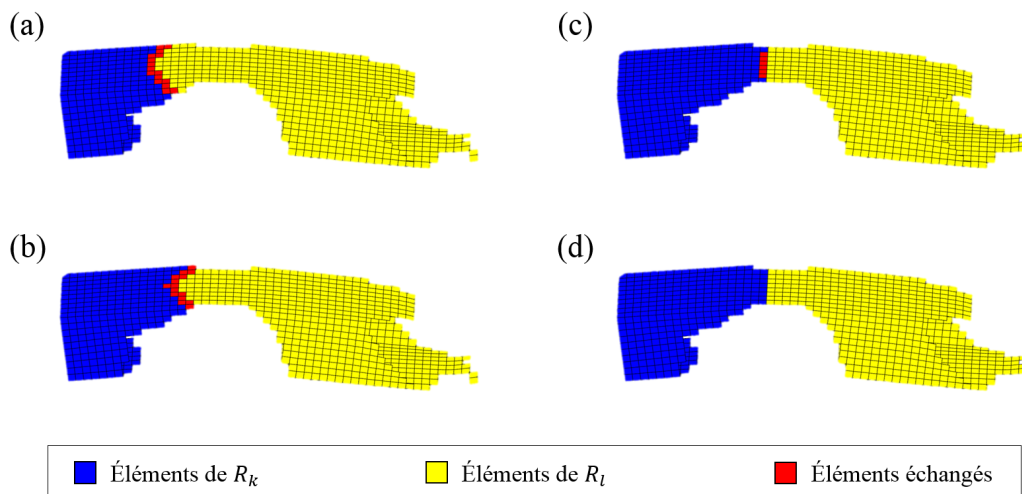 (a)
(c)
(b)
(d)
Éléments de R_k
Éléments de R_l
Éléments échangés